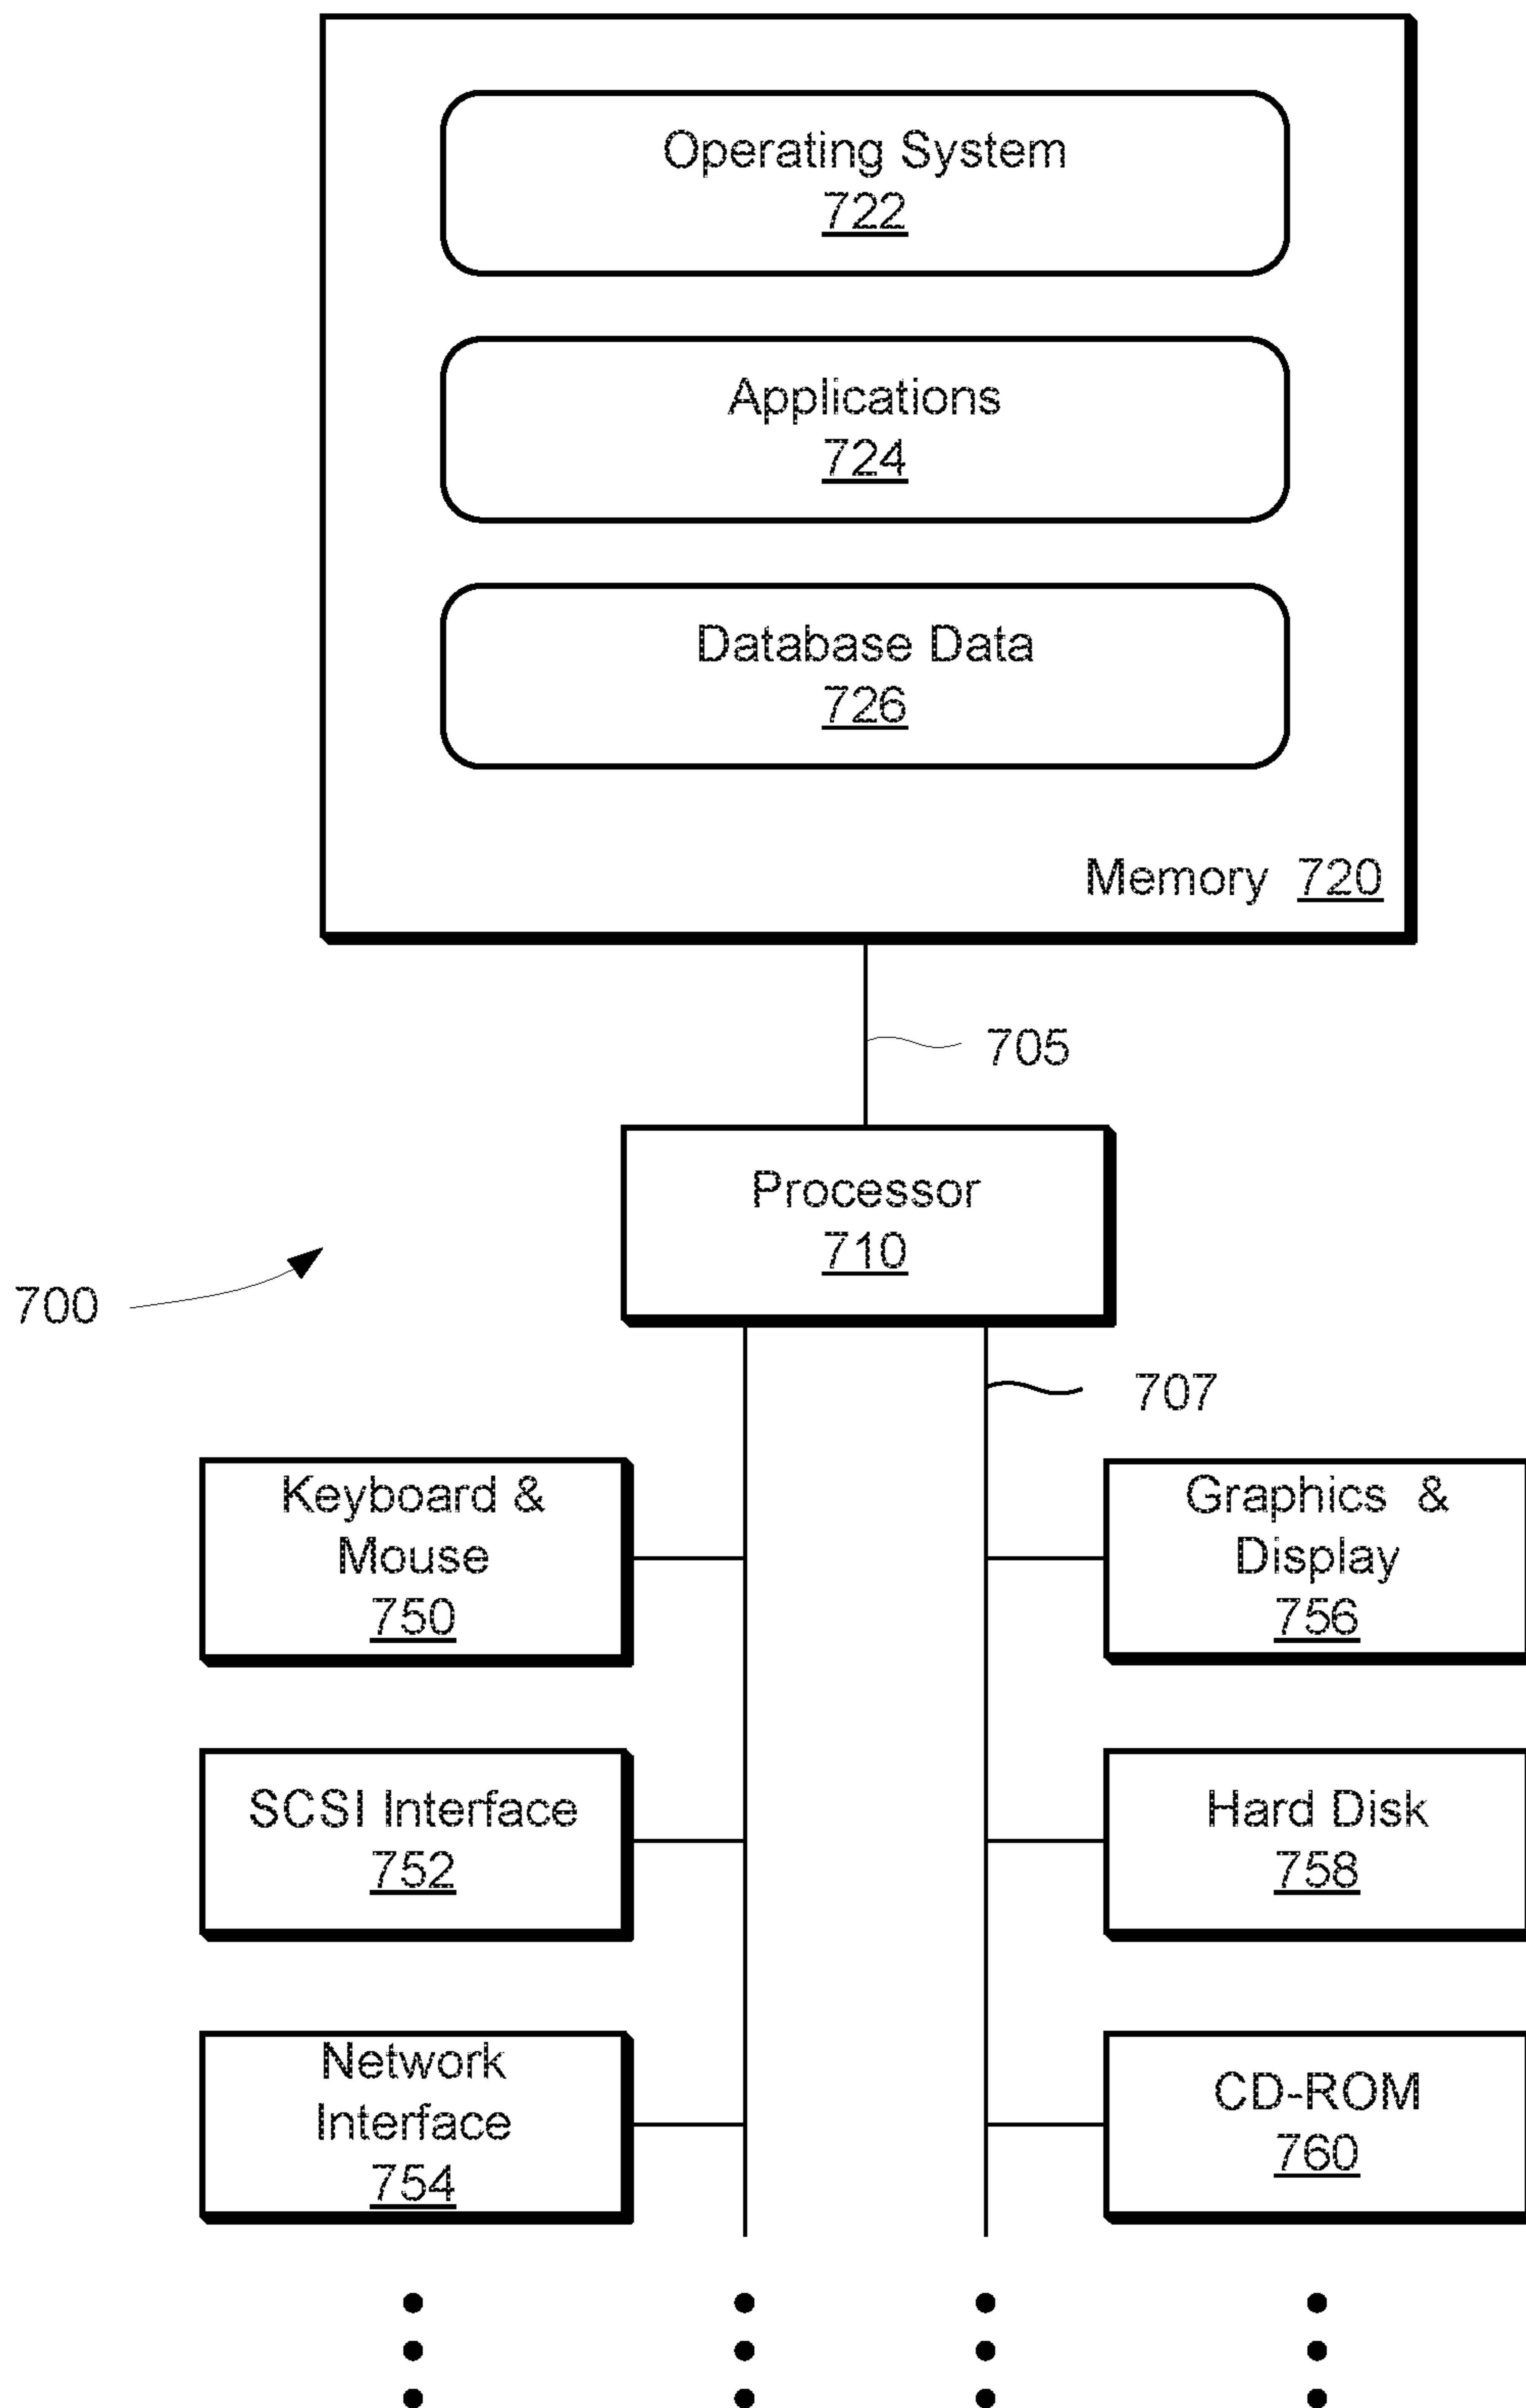 Operating System
722
Applications
724
Database Data
726
Memory 720
705
Processor
710
700
707
Keyboard &
Mouse
750
Graphics &
Display
756
SCSI Interface
752
Hard Disk
758
Network
Interface
754
CD-ROM
760